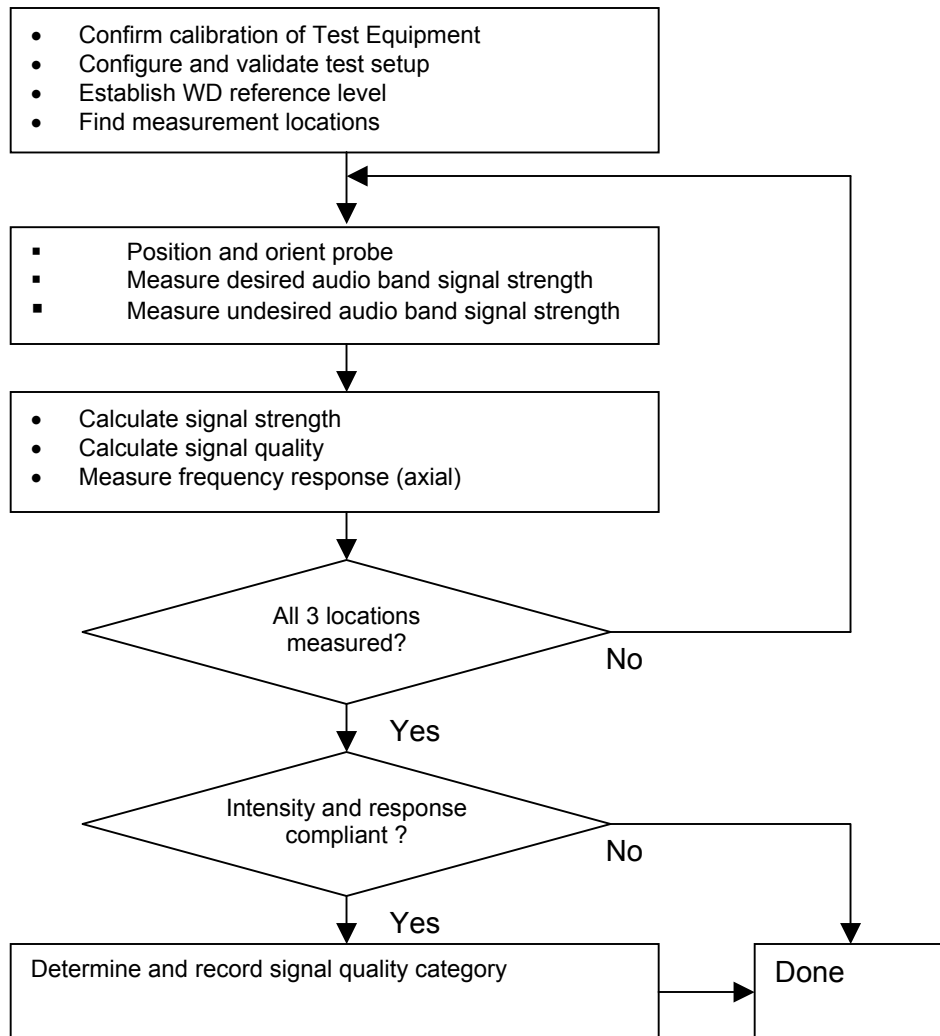 • Confirm calibration of Test Equipment
• Configure and validate test setup
• Establish WD reference level
• Find measurement locations
▪ Position and orient probe
▪ Measure desired audio band signal strength
▪ Measure undesired audio band signal strength
• Calculate signal strength
• Calculate signal quality
• Measure frequency response (axial)
All 3 locations
measured?
No
Yes
Intensity and response
compliant ?
No
Yes
Determine and record signal quality category
Done